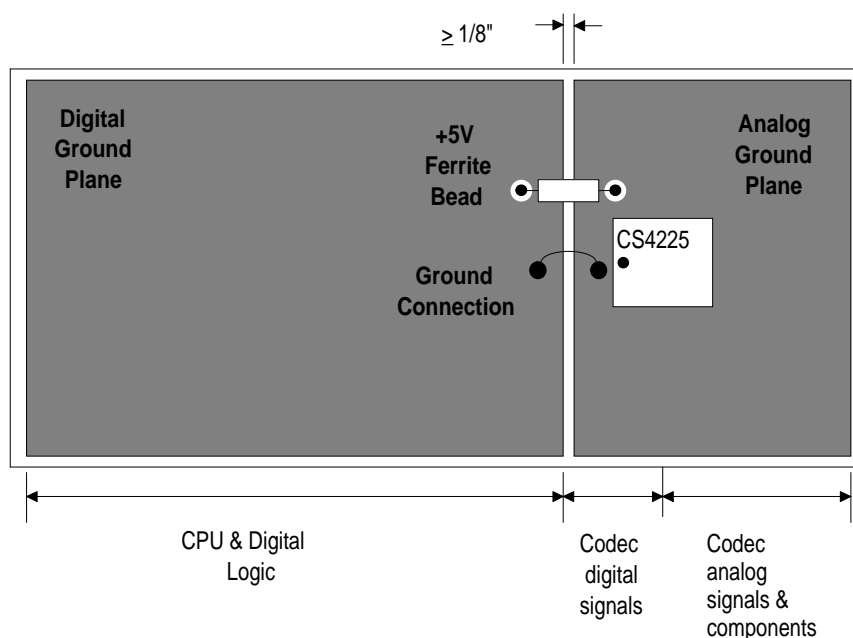 ≥ 1/8"
Digital
Ground
Plane
+5V
Ferrite
Bead
Analog
Ground
Plane
CS4225
Ground
Connection
CPU & Digital
Logic
Codec
digital
signals
Codec
analog
signals &
components